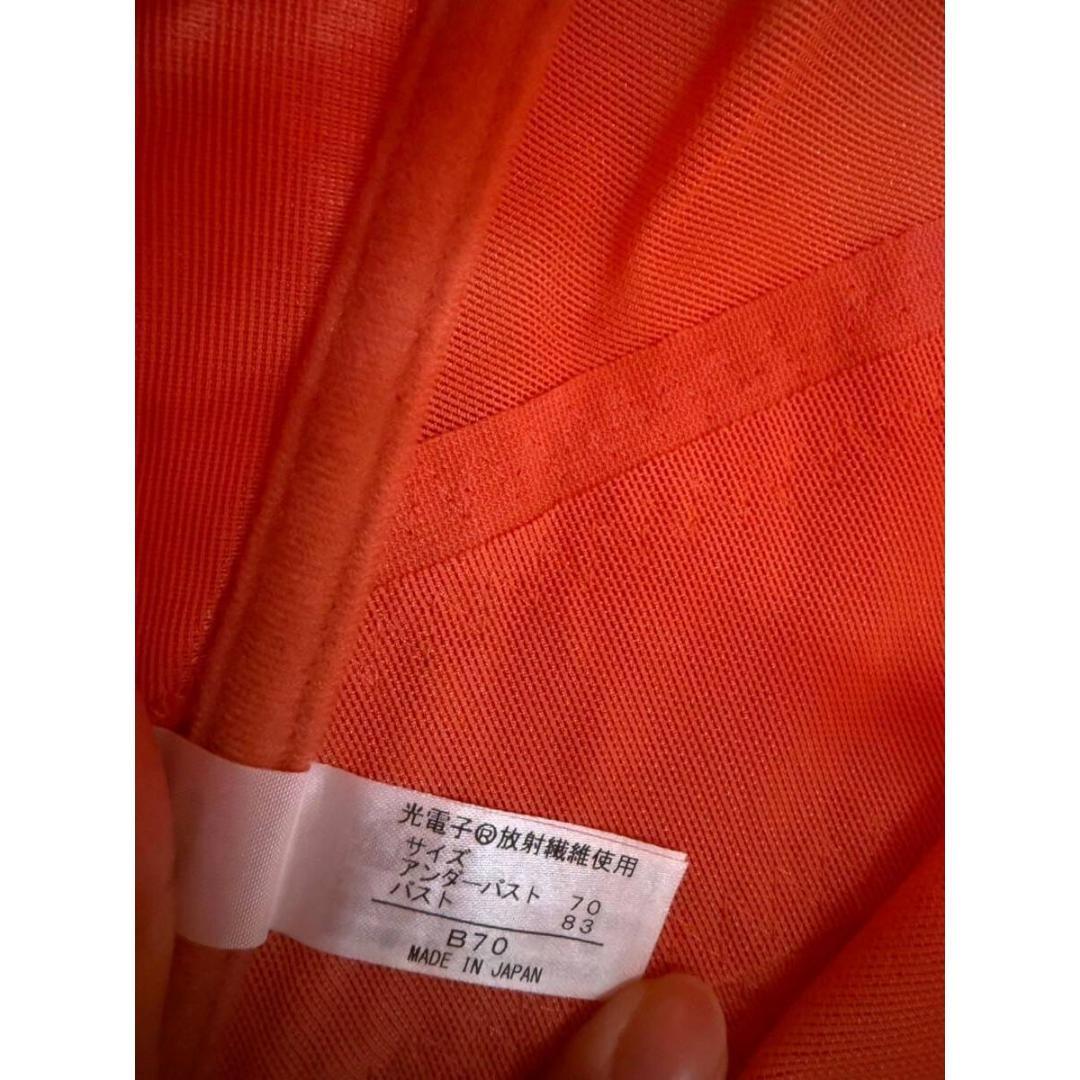 光電子®放射繊維使用
サイズ
アンダーバスト 70
バスト 83
B70
MADE IN JAPAN